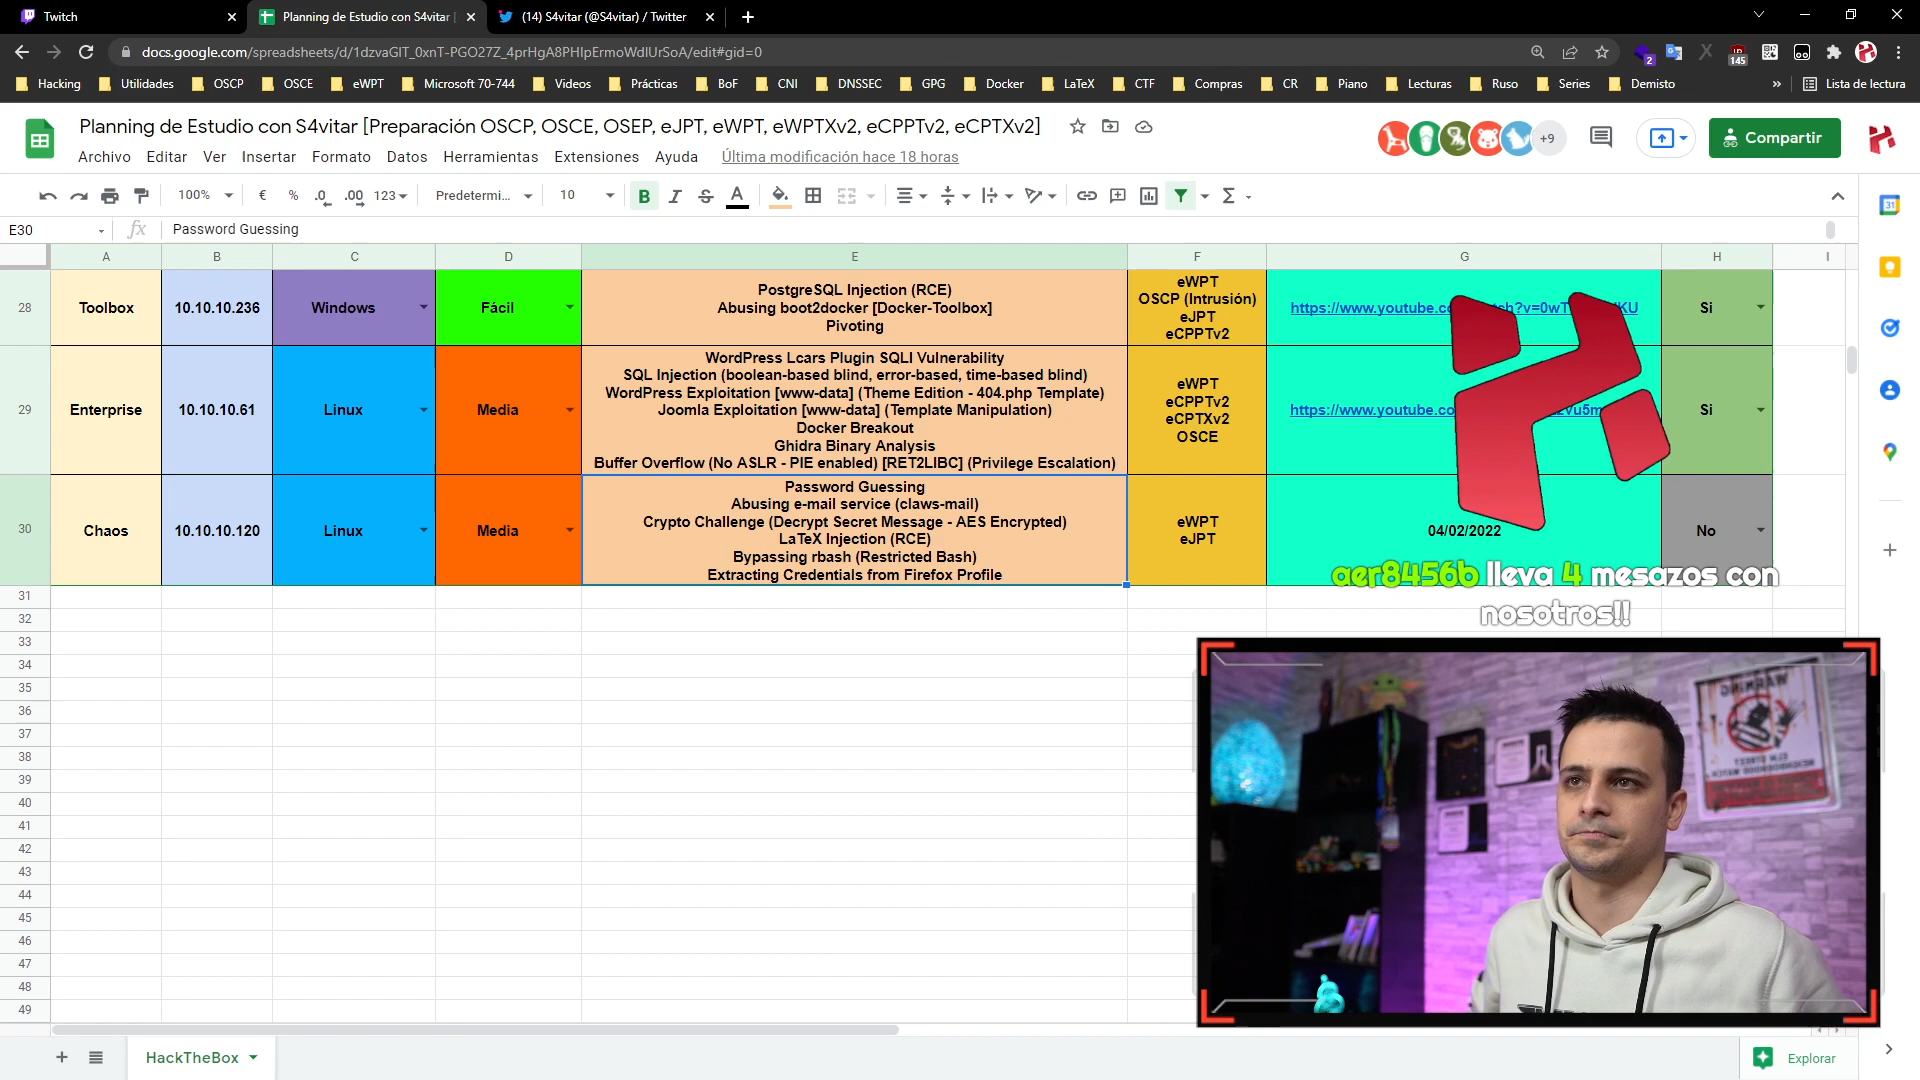 Twitch
Planning de Estudio con S4vitar |
(14) S4vitar (@S4vitar) / Twitter
docs.google.com/spreadsheets/d/1dzvaGlT_0xnT-PGO27Z_4prHgA8PHlpErmoWdlUrSoA/edit#gid=0
2
145
Hacking
Utilidades
OSCP
OSCE
eWPT
Microsoft 70-744
Videos
Prácticas
BoF
CNI
DNSSEC
GPG
Docker
LaTeX
CTF
Compras
CR
Piano
Lecturas
Ruso
Series
Demisto
»
Lista de lectura
Planning de Estudio con S4vitar [Preparación OSCP, OSCE, OSEP, eJPT, eWPT, eWPTXv2, eCPPTv2, eCPTXv2]
Archivo Editar Ver Insertar Formato Datos Herramientas Extensiones Ayuda Última modificación hace 18 horas
+9
Compartir
100% € % .0 .00 123 Predetermi... 10 B I S A Σ
E30 fx Password Guessing
A B C D E F G H I
28 Toolbox 10.10.10.236 Windows Fácil
PostgreSQL Injection (RCE)
Abusing boot2docker [Docker-Toolbox]
Pivoting
eWPT
OSCP (Intrusión)
eJPT
eCPPTv2
Si
29 Enterprise 10.10.10.61 Linux Media
WordPress Lcars Plugin SQLI Vulnerability
SQL Injection (boolean-based blind, error-based, time-based blind)
WordPress Exploitation [www-data] (Theme Edition - 404.php Template)
Joomla Exploitation [www-data] (Template Manipulation)
Docker Breakout
Ghidra Binary Analysis
Buffer Overflow (No ASLR - PIE enabled) [RET2LIBC] (Privilege Escalation)
eWPT
eCPPTv2
eCPTXv2
OSCE
Si
30 Chaos 10.10.10.120 Linux Media
Password Guessing
Abusing e-mail service (claws-mail)
Crypto Challenge (Decrypt Secret Message - AES Encrypted)
LaTeX Injection (RCE)
Bypassing rbash (Restricted Bash)
Extracting Credentials from Firefox Profile
eWPT
eJPT
04/02/2022
No
aer8456b lleva 4 mesazos con
nosotros!!
31
32
33
34
35
36
37
38
39
40
41
42
43
44
45
46
47
48
49
HackTheBox
Explorar